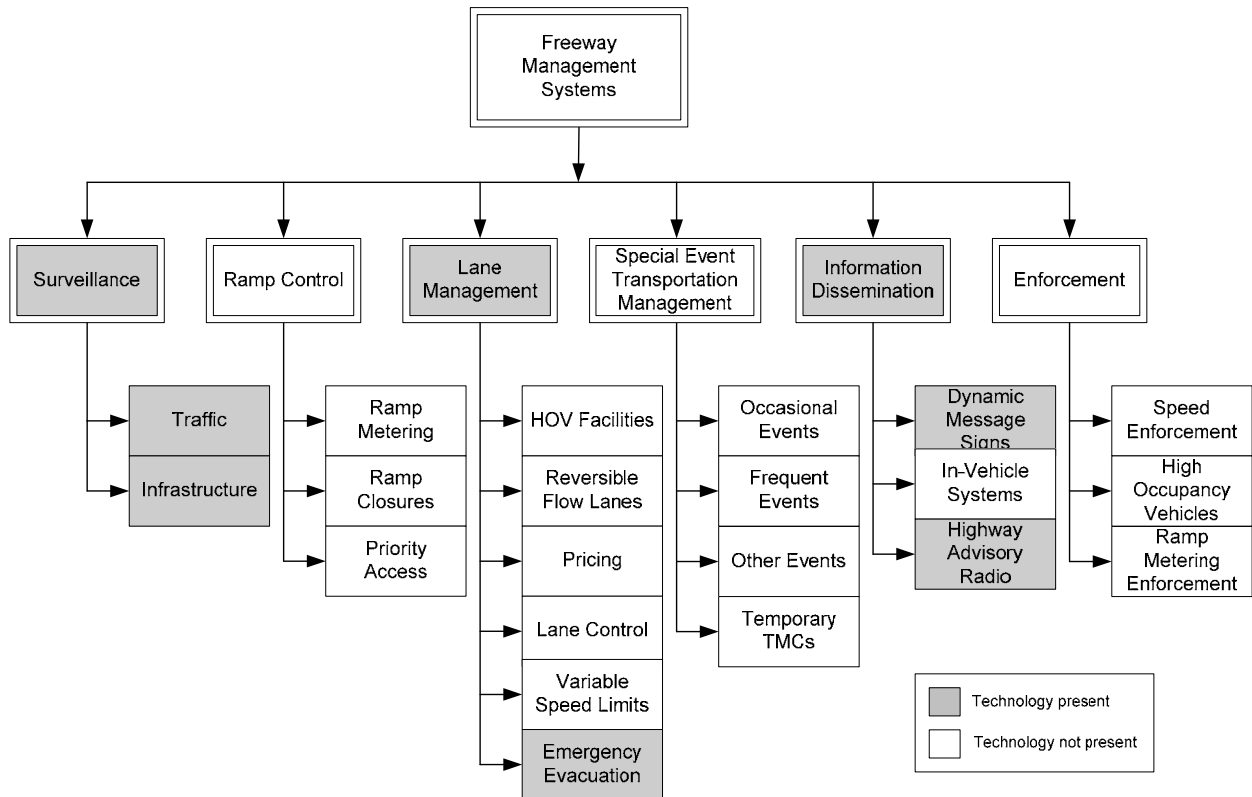 Freeway
Management
Systems
Surveillance
Ramp Control
Lane
Management
Special Event
Transportation
Management
Information
Dissemination
Enforcement
Traffic
Infrastructure
Ramp
Metering
Ramp
Closures
Priority
Access
HOV Facilities
Reversible
Flow Lanes
Pricing
Lane Control
Variable
Speed Limits
Emergency
Evacuation
Occasional
Events
Frequent
Events
Other Events
Temporary
TMCs
Dynamic
Message
Signs
In-Vehicle
Systems
Highway
Advisory
Radio
Speed
Enforcement
High
Occupancy
Vehicles
Ramp
Metering
Enforcement
Technology present
Technology not present